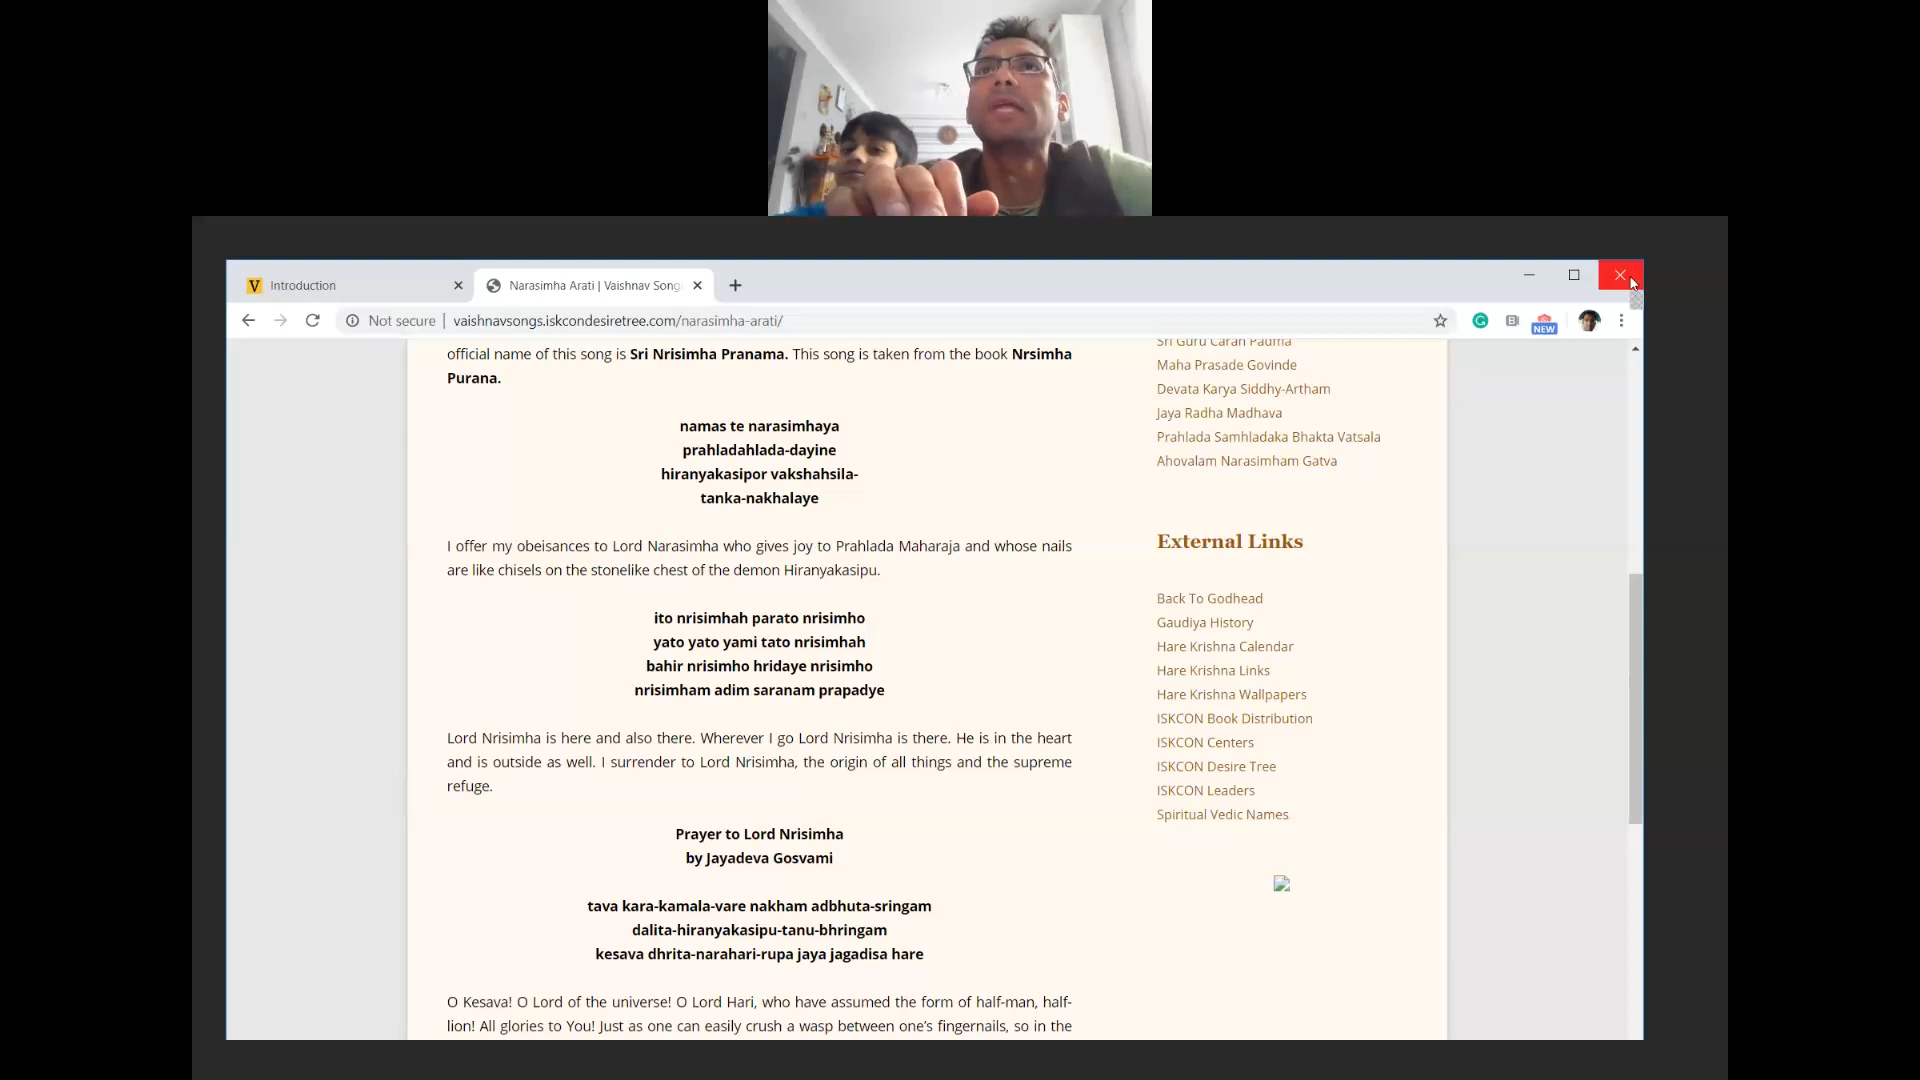 V Introduction
Narasimha Arati | Vaishnav Song
Not secure | vaishnavsongs.iskcondesiretree.com/narasimha-arati/
NEW
official name of this song is Sri Nrisimha Pranama. This song is taken from the book Nrsimha
Purana.
namas te narasimhaya
prahladahlada-dayine
hiranyakasipor vakshahsila-
tanka-nakhalaye
I offer my obeisances to Lord Narasimha who gives joy to Prahlada Maharaja and whose nails
are like chisels on the stonelike chest of the demon Hiranyakasipu.
ito nrisimhah parato nrisimho
yato yato yami tato nrisimhah
bahir nrisimho hridaye nrisimho
nrisimham adim saranam prapadye
Lord Nrisimha is here and also there. Wherever I go Lord Nrisimha is there. He is in the heart
and is outside as well. I surrender to Lord Nrisimha, the origin of all things and the supreme
refuge.
Prayer to Lord Nrisimha
by Jayadeva Gosvami
tava kara-kamala-vare nakham adbhuta-sringam
dalita-hiranyakasipu-tanu-bhringam
kesava dhrita-narahari-rupa jaya jagadisa hare
O Kesava! O Lord of the universe! O Lord Hari, who have assumed the form of half-man, half-
lion! All glories to You! Just as one can easily crush a wasp between one's fingernails, so in the
Sri Guru Caran Padma
Maha Prasade Govinde
Devata Karya Siddhy-Artham
Jaya Radha Madhava
Prahlada Samhladaka Bhakta Vatsala
Ahovalam Narasimham Gatva
External Links
Back To Godhead
Gaudiya History
Hare Krishna Calendar
Hare Krishna Links
Hare Krishna Wallpapers
ISKCON Book Distribution
ISKCON Centers
ISKCON Desire Tree
ISKCON Leaders
Spiritual Vedic Names